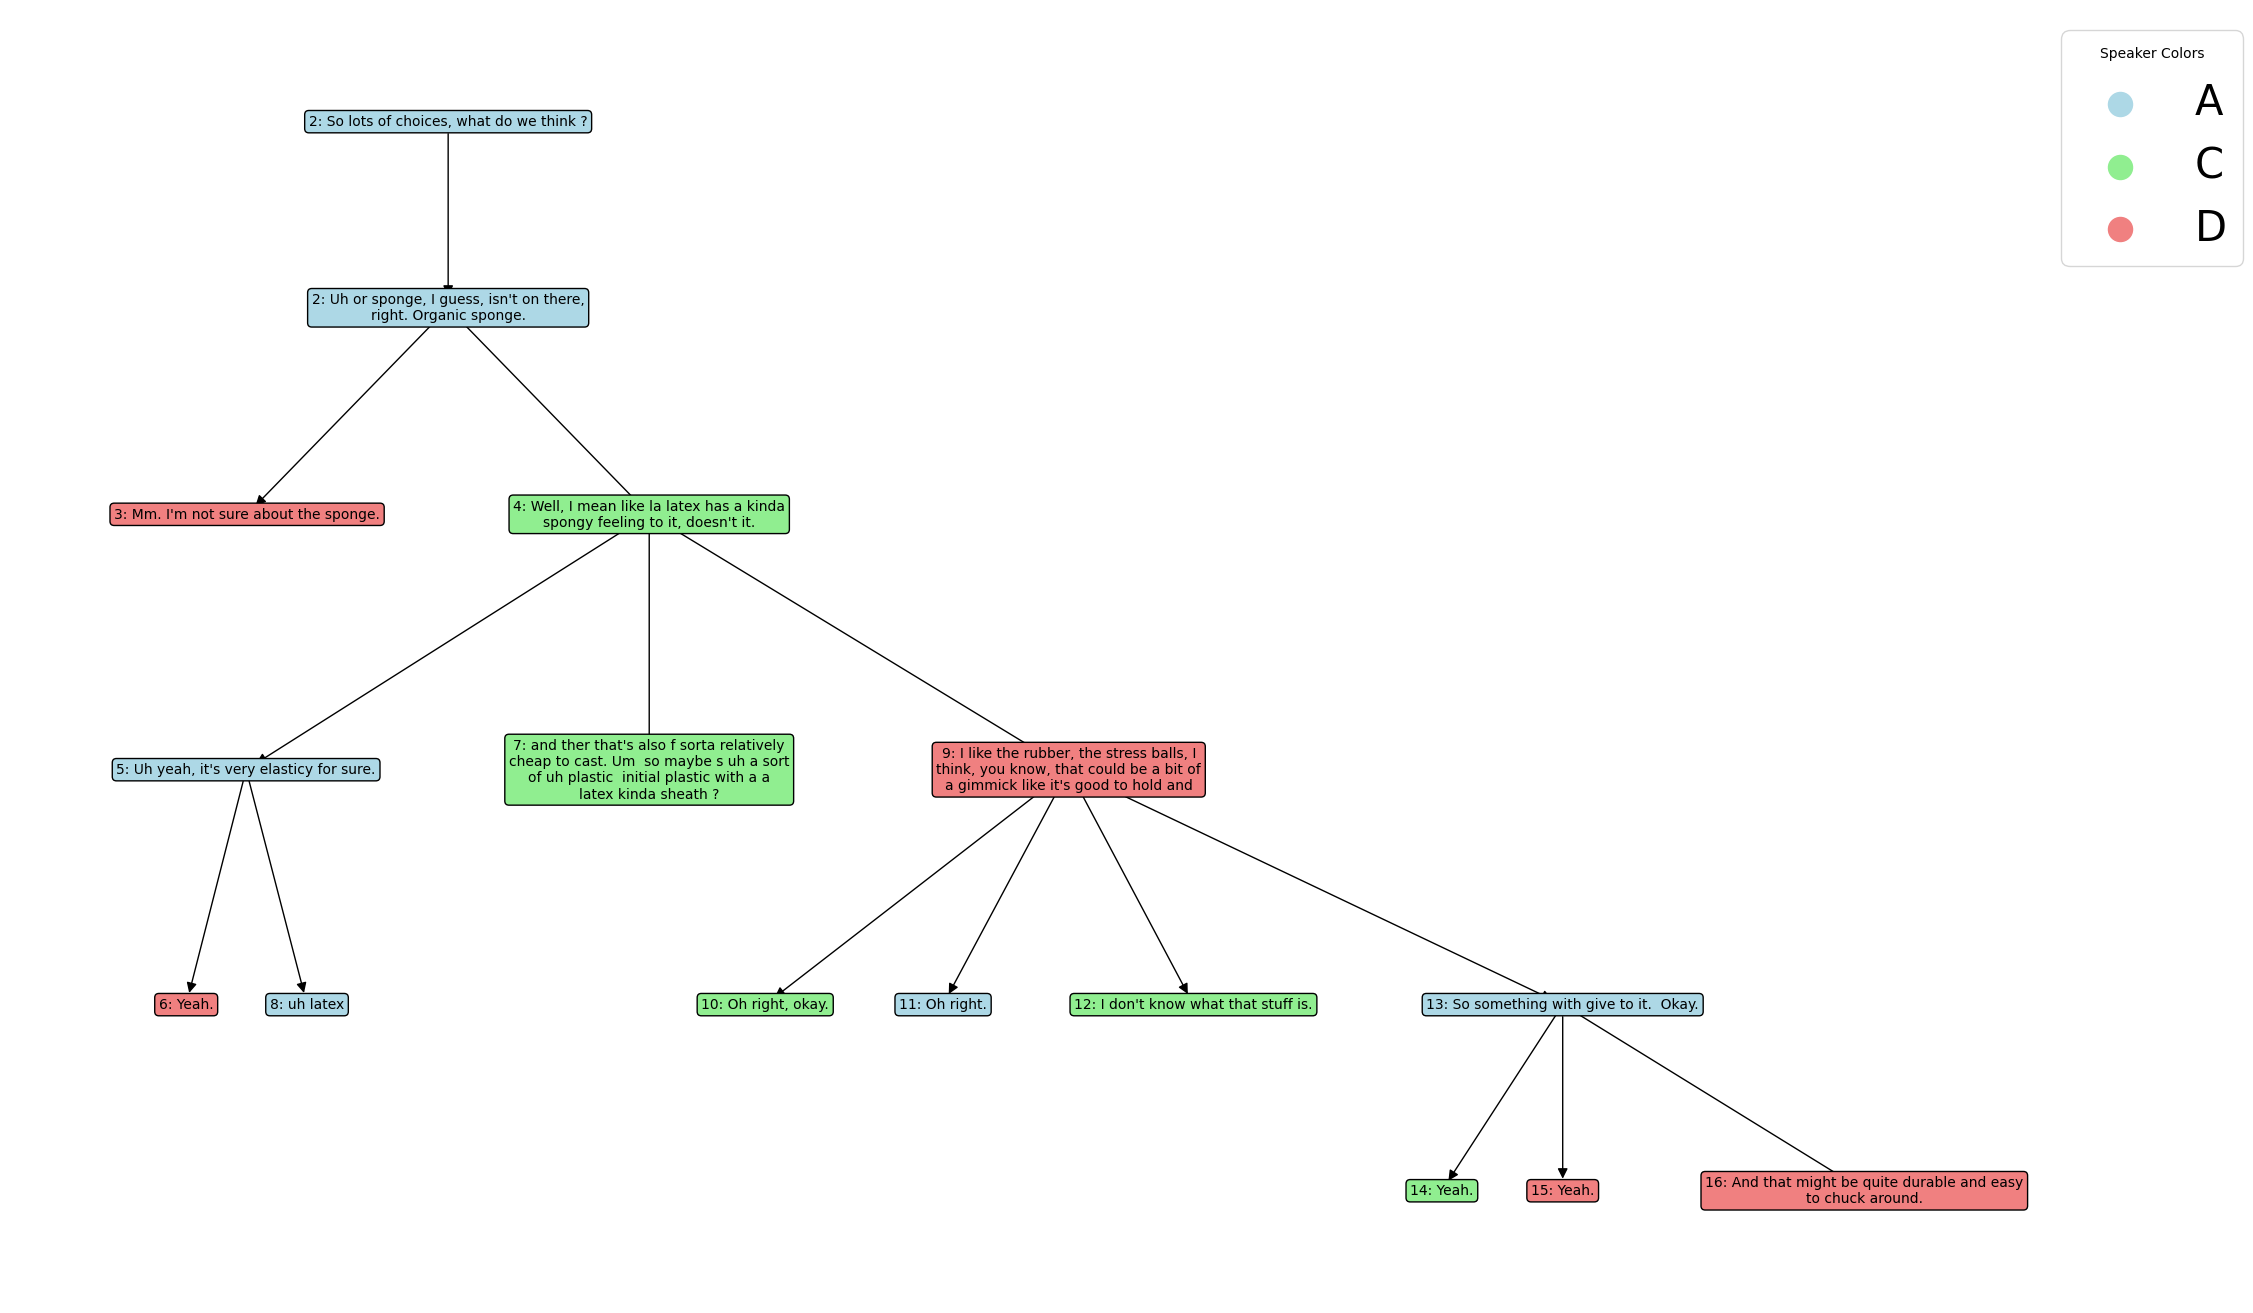 Speaker Colors
A
C
D
2: So lots of choices, what do we think ?
2: Uh or sponge, I guess, isn't on there,
right. Organic sponge.
3: Mm. I'm not sure about the sponge.
4: Well, I mean like la latex has a kinda
spongy feeling to it, doesn't it.
5: Uh yeah, it's very elasticy for sure.
7: and ther that's also f sorta relatively
cheap to cast. Um  so maybe s uh a sort
of uh plastic  initial plastic with a a
latex kinda sheath ?
9: I like the rubber, the stress balls, I
think, you know, that could be a bit of
a gimmick like it's good to hold and
6: Yeah.
8: uh latex
10: Oh right, okay.
11: Oh right.
12: I don't know what that stuff is.
13: So something with give to it.  Okay.
14: Yeah.
15: Yeah.
16: And that might be quite durable and easy
to chuck around.